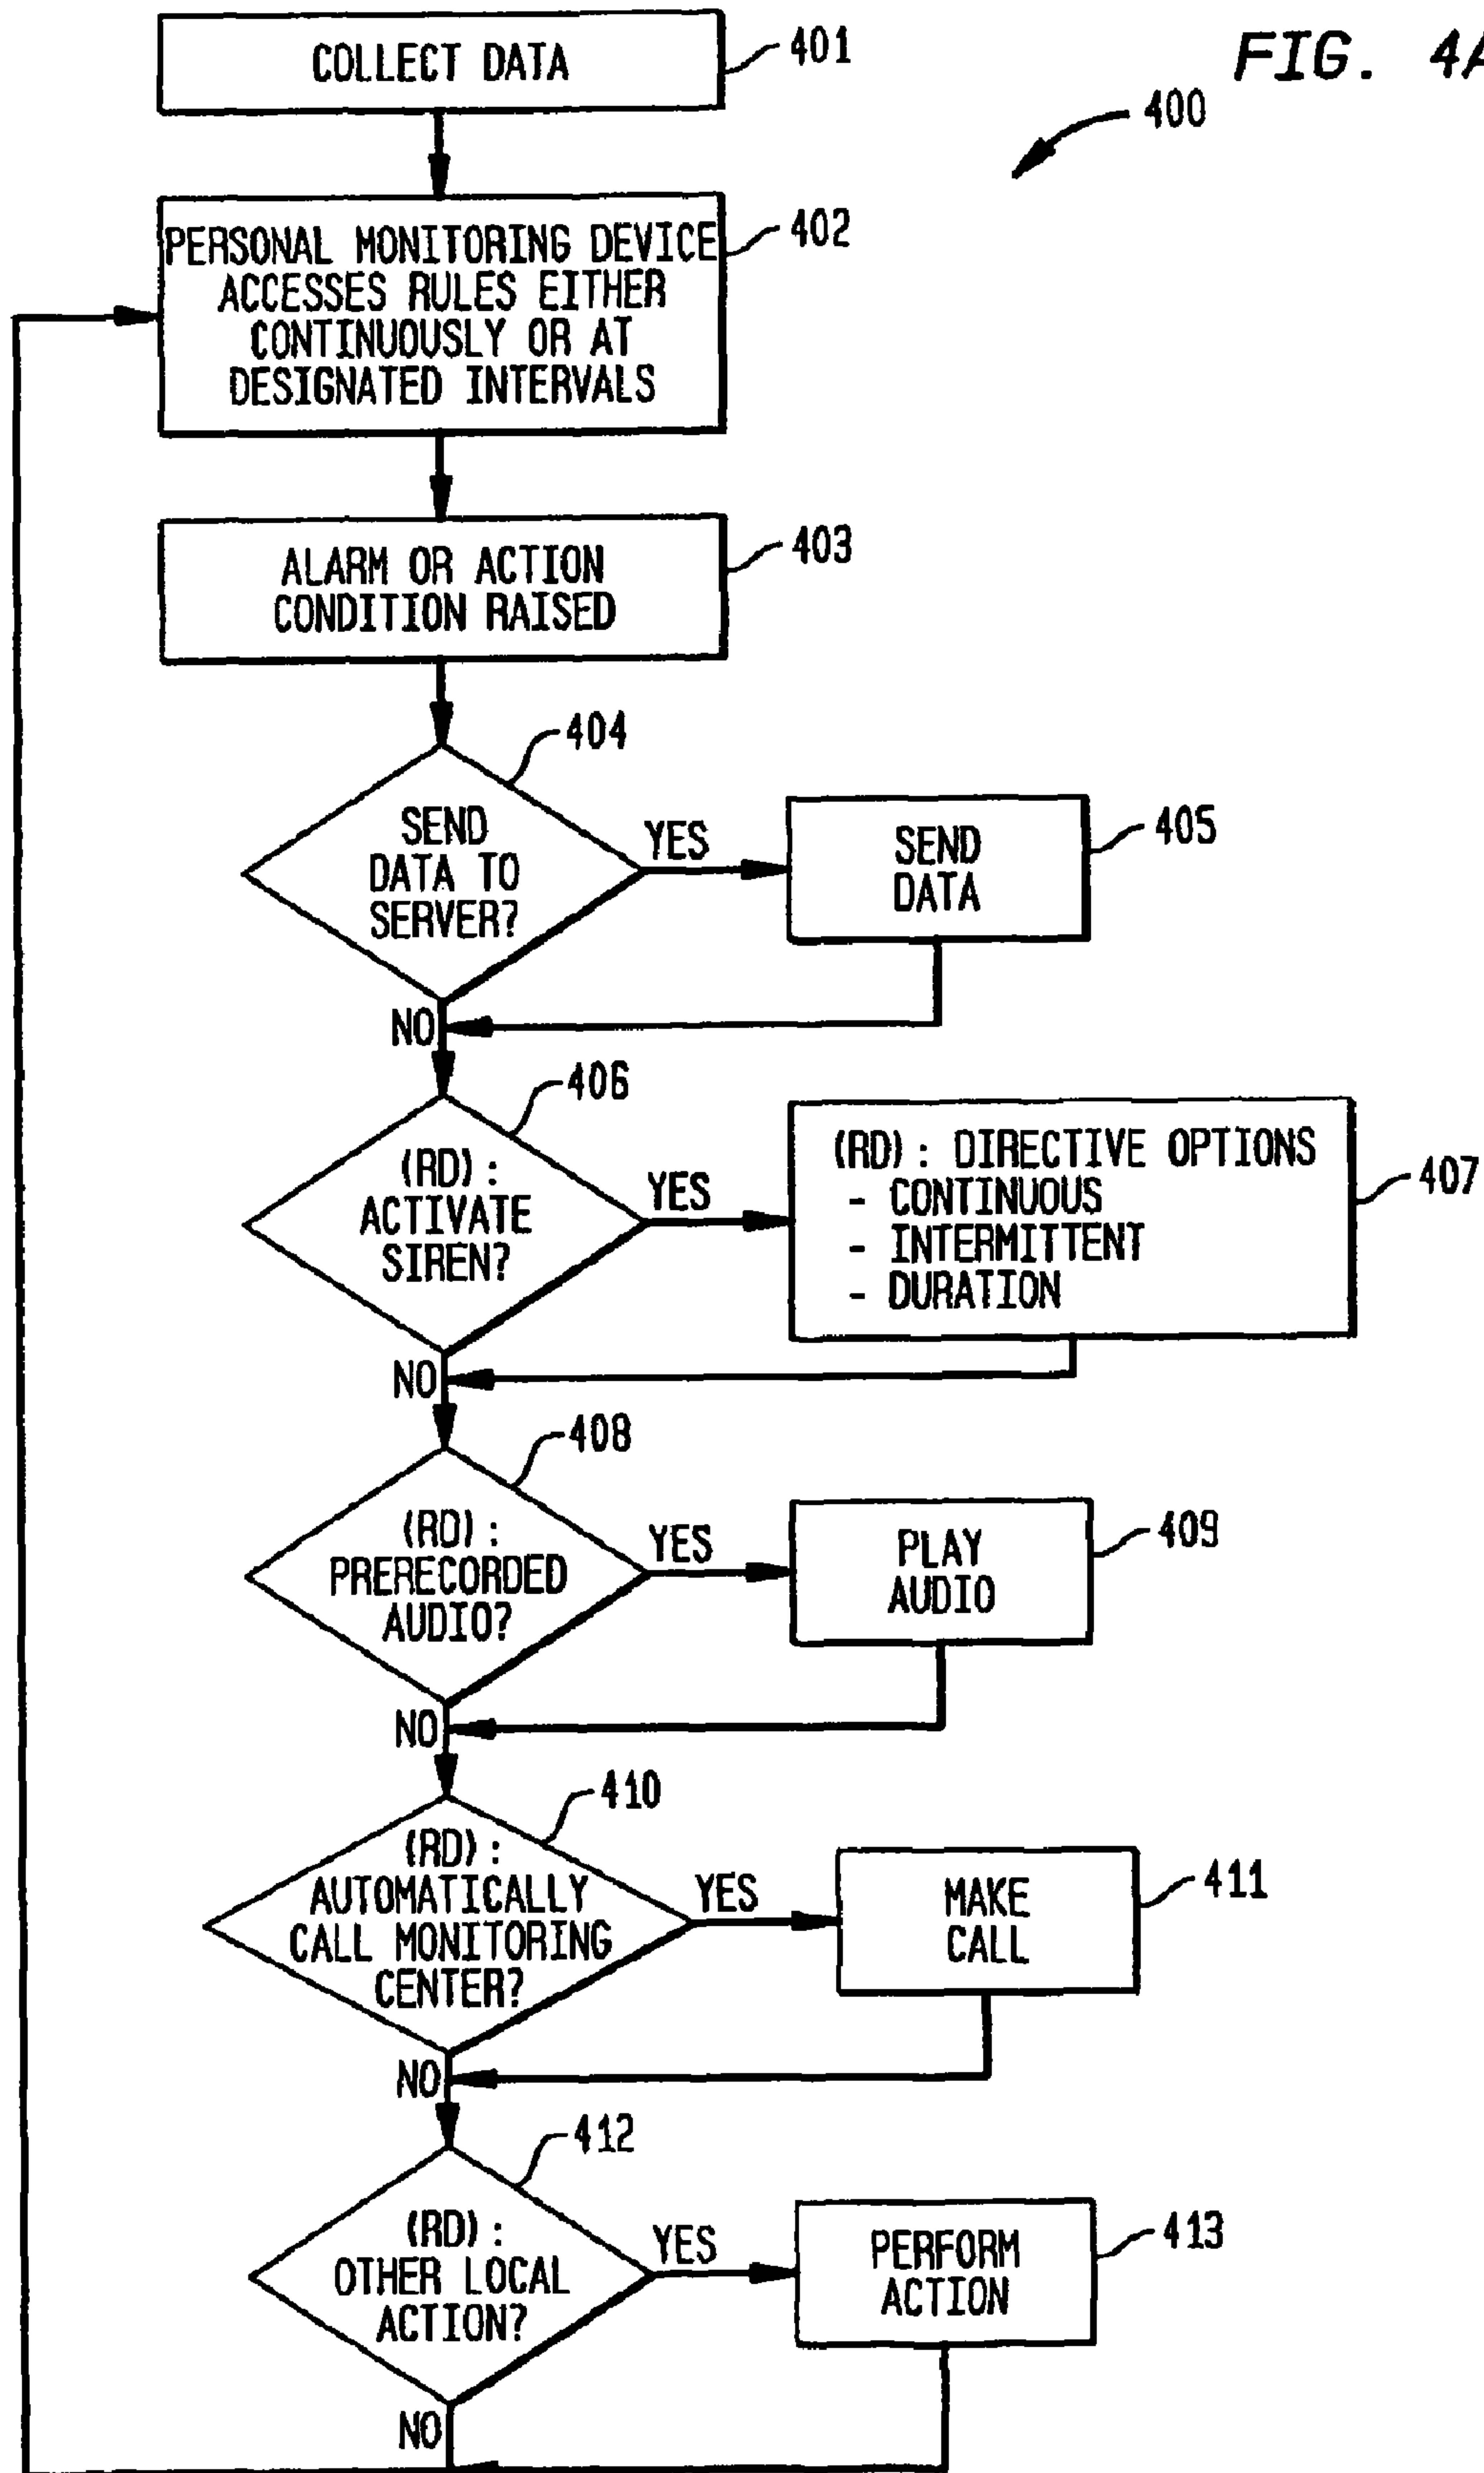 FIG. 4A
400
COLLECT DATA
401
PERSONAL MONITORING DEVICE
ACCESSES RULES EITHER
CONTINUOUSLY OR AT
DESIGNATED INTERVALS
402
ALARM OR ACTION
CONDITION RAISED
403
404
SEND
DATA TO
SERVER?
YES
SEND
DATA
405
NO
406
(RD):
ACTIVATE
SIREN?
YES
(RD): DIRECTIVE OPTIONS
- CONTINUOUS
- INTERMITTENT
- DURATION
407
NO
408
(RD):
PRERECORDED
AUDIO?
YES
PLAY
AUDIO
409
NO
410
(RD):
AUTOMATICALLY
CALL MONITORING
CENTER?
YES
MAKE
CALL
411
NO
412
(RD):
OTHER LOCAL
ACTION?
YES
PERFORM
ACTION
413
NO